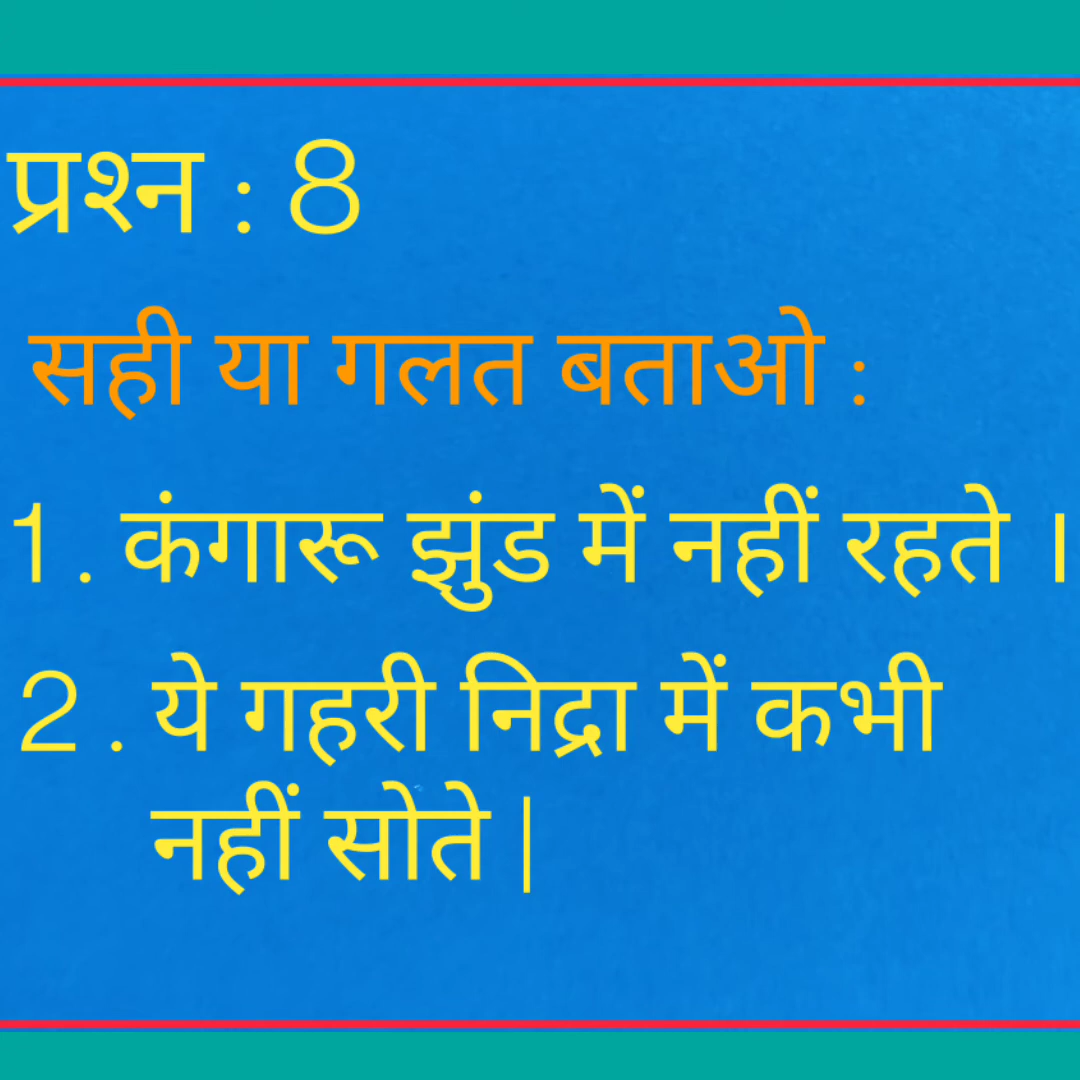 प्रश्न : 8
सही या गलत बताओ :
1 . कंगारू झुंड में नहीं रहते ।
2 . ये गहरी निद्रा में कभी
नहीं सोते |